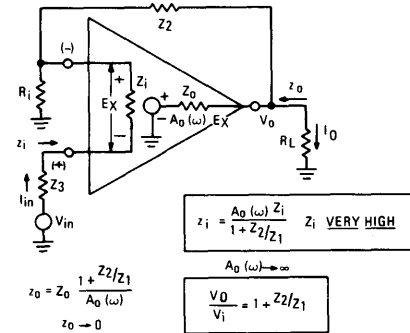 Z2
(-)
+
Zi
Ri
EX
Z0
+
-
A0 (ω) EX
V0
z0
I0
RL
-
zi
(+)
Iin
Z3
Vin
zi = A0 (ω) Zi / 1 + Z2/Z1 Zi VERY HIGH
z0 = Z0 1 + Z2/Z1 / A0 (ω)
A0 (ω) → ∞
V0 / Vi = 1 + Z2/Z1
z0 → 0